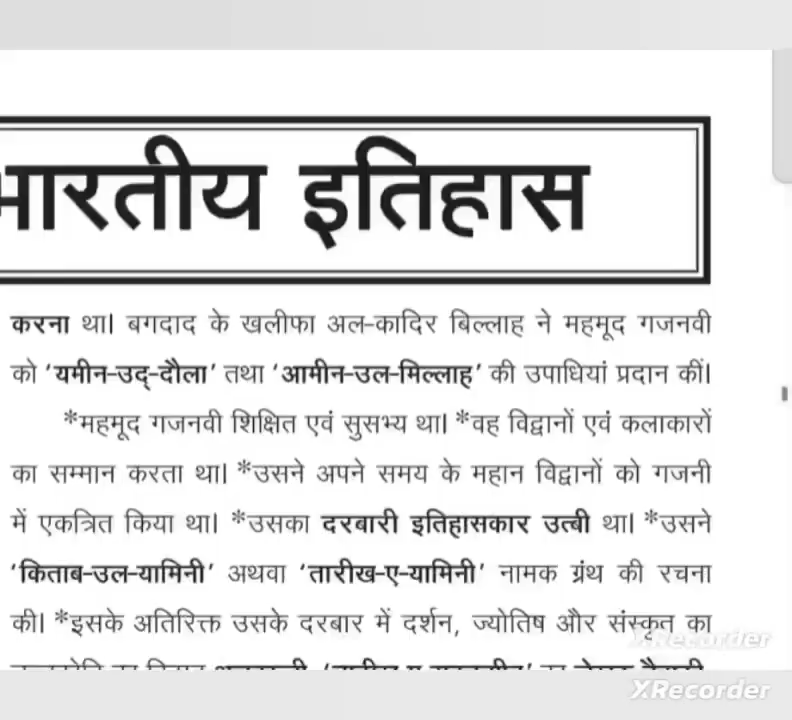 भारतीय इतिहास
करना था। बगदाद के खलीफा अल-कादिर बिल्लाह ने महमूद गजनवी
को ‘यमीन-उद्-दौला’ तथा ‘आमीन-उल-मिल्लाह’ की उपाधियां प्रदान कीं।
*महमूद गजनवी शिक्षित एवं सुसभ्य था। *वह विद्वानों एवं कलाकारों
का सम्मान करता था। *उसने अपने समय के महान विद्वानों को गजनी
में एकत्रित किया था। *उसका दरबारी इतिहासकार उत्बी था। *उसने
‘किताब-उल-यामिनी’ अथवा ‘तारीख-ए-यामिनी’ नामक ग्रंथ की रचना
की। *इसके अतिरिक्त उसके दरबार में दर्शन, ज्योतिष और संस्कृत का
XRecorder
XRecorder